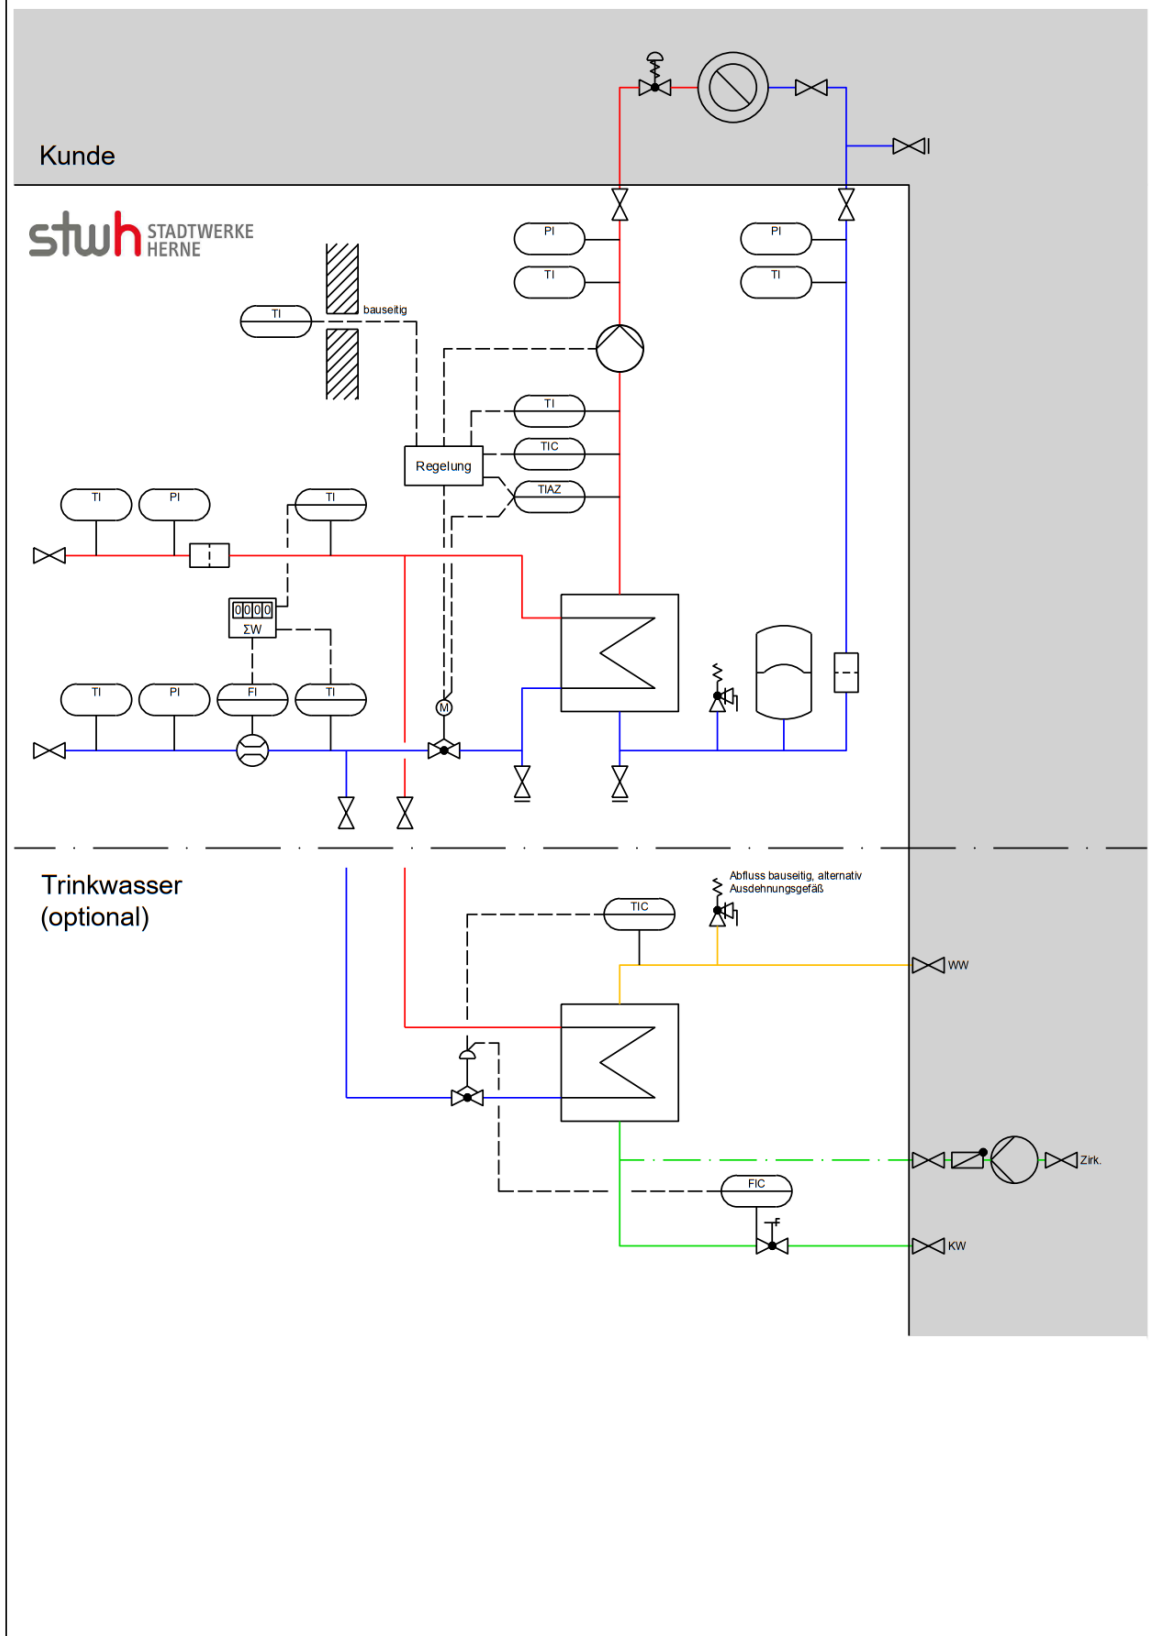 Kunde
stwh STADTWERKE
HERNE
PI
PI
TI
TI
TI
bauseitig
TI
TIC
Regelung
TIAZ
TI
PI
TI
0000
ΣW
TI
PI
FI
TI
M
Trinkwasser
(optional)
Abfluss bauseitig, alternativ
Ausdehnungsgefäß
TIC
WW
Zirk.
FIC
KW